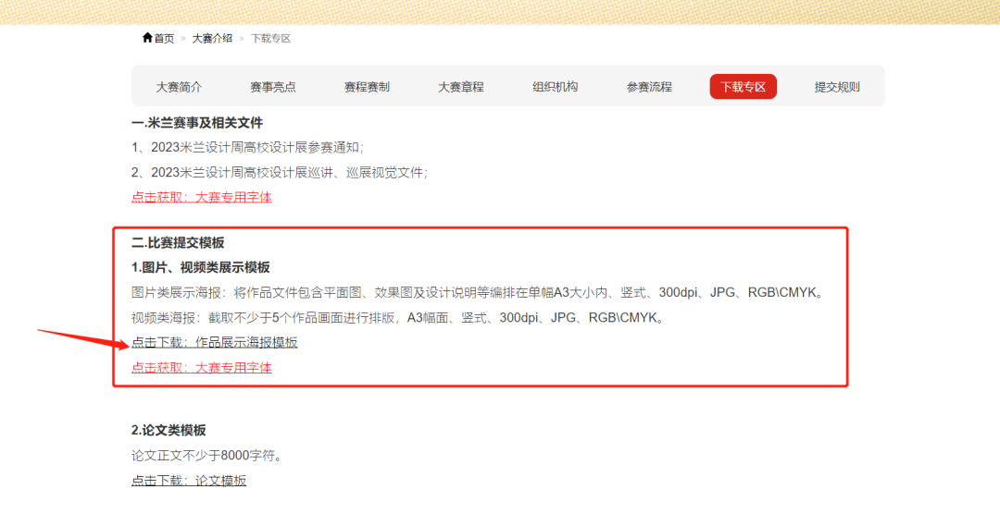 首页 » 大赛介绍 » 下载专区
大赛简介 赛事亮点 赛程赛制 大赛章程 组织机构 参赛流程 下载专区 提交规则
一.米兰赛事及相关文件
1、2023米兰设计周高校设计展参赛通知；
2、2023米兰设计周高校设计展巡讲、巡展视觉文件；
点击获取：大赛专用字体
二.比赛提交模板
1.图片、视频类展示模板
图片类展示海报：将作品文件包含平面图、效果图及设计说明等编排在单幅A3大小内、竖式、300dpi、JPG、RGB\CMYK。
视频类海报：截取不少于5个作品画面进行排版，A3幅面、竖式、300dpi、JPG、RGB\CMYK。
点击下载：作品展示海报模板
点击获取：大赛专用字体
2.论文类模板
论文正文不少于8000字符。
点击下载：论文模板